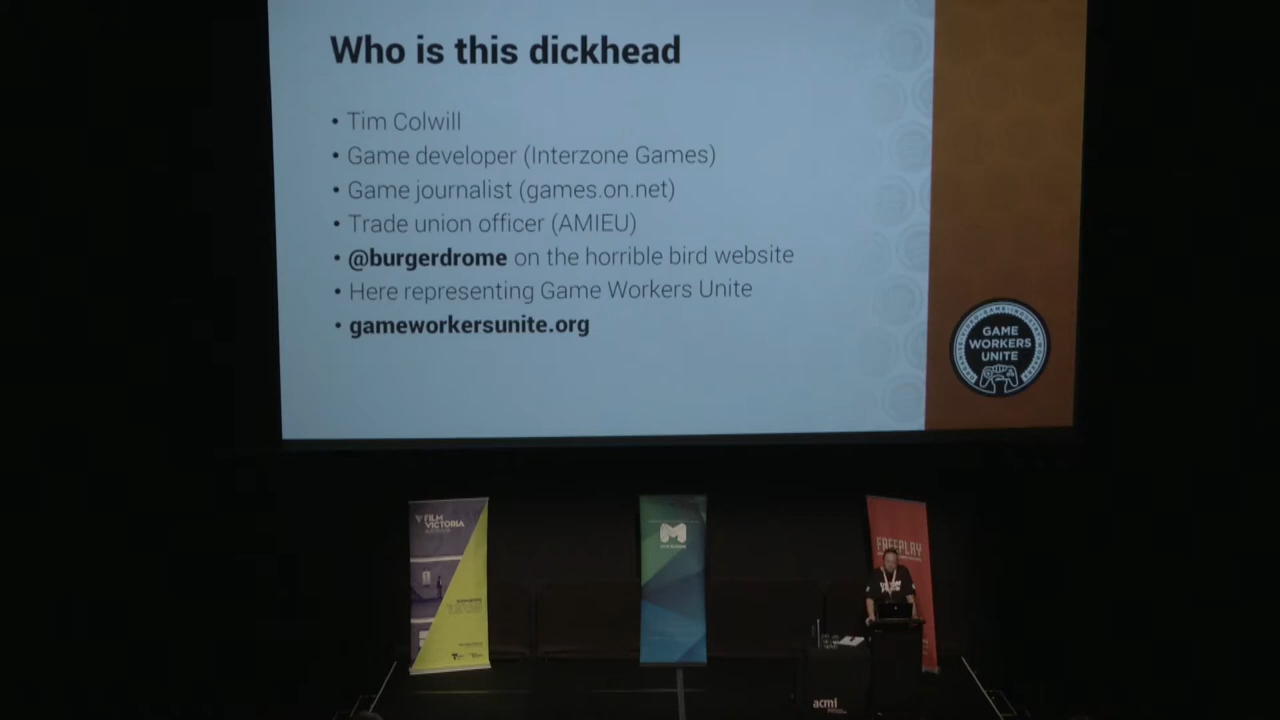 Who is this dickhead
• Tim Colwill
• Game developer (Interzone Games)
• Game journalist (games.on.net)
• Trade union officer (AMIEU)
• @burgerdrome on the horrible bird website
• Here representing Game Workers Unite
• gameworkersunite.org
GAME
WORKERS
UNITE
FILM
VICTORIA
FREEPLAY
acmi